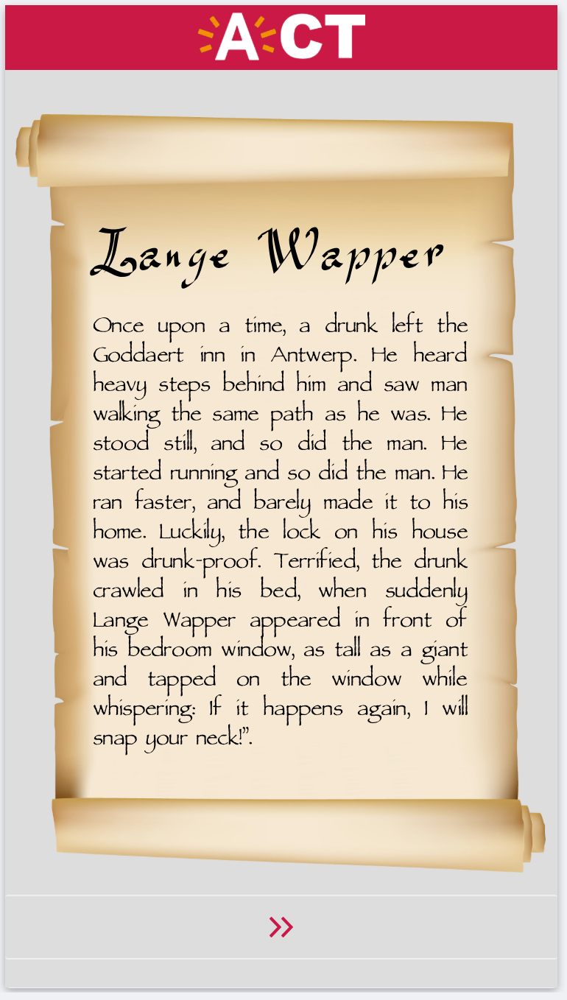 ACT
Lange Wapper
Once upon a time, a drunk left the
Goddaert inn in Antwerp. He heard
heavy steps behind him and saw man
walking the same path as he was. He
stood still, and so did the man. He
started running and so did the man. He
ran faster, and barely made it to his
home. Luckily, the lock on his house
was drunk-proof. Terrified, the drunk
crawled in his bed, when suddenly
Lange Wapper appeared in front of
his bedroom window, as tall as a giant
and tapped on the window while
whispering: If it happens again, I will
snap your neck!”.